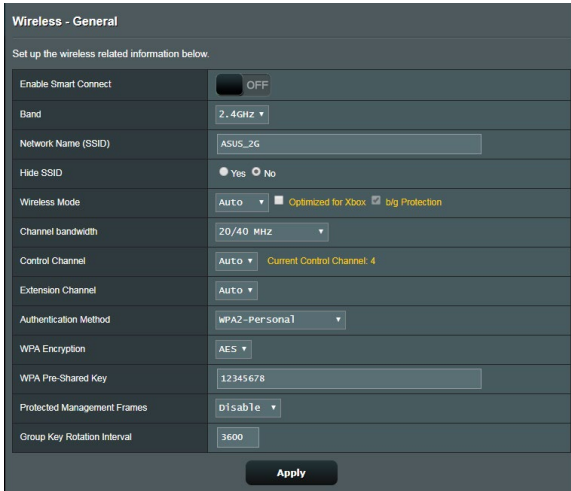 Wireless - General
Set up the wireless related information below.
Enable Smart Connect OFF
Band 2.4GHz
Network Name (SSID) ASUS_2G
Hide SSID Yes No
Wireless Mode Auto Optimized for Xbox b/g Protection
Channel bandwidth 20/40 MHz
Control Channel Auto Current Control Channel: 4
Extension Channel Auto
Authentication Method WPA2-Personal
WPA Encryption AES
WPA Pre-Shared Key 12345678
Protected Management Frames Disable
Group Key Rotation Interval 3600
Apply